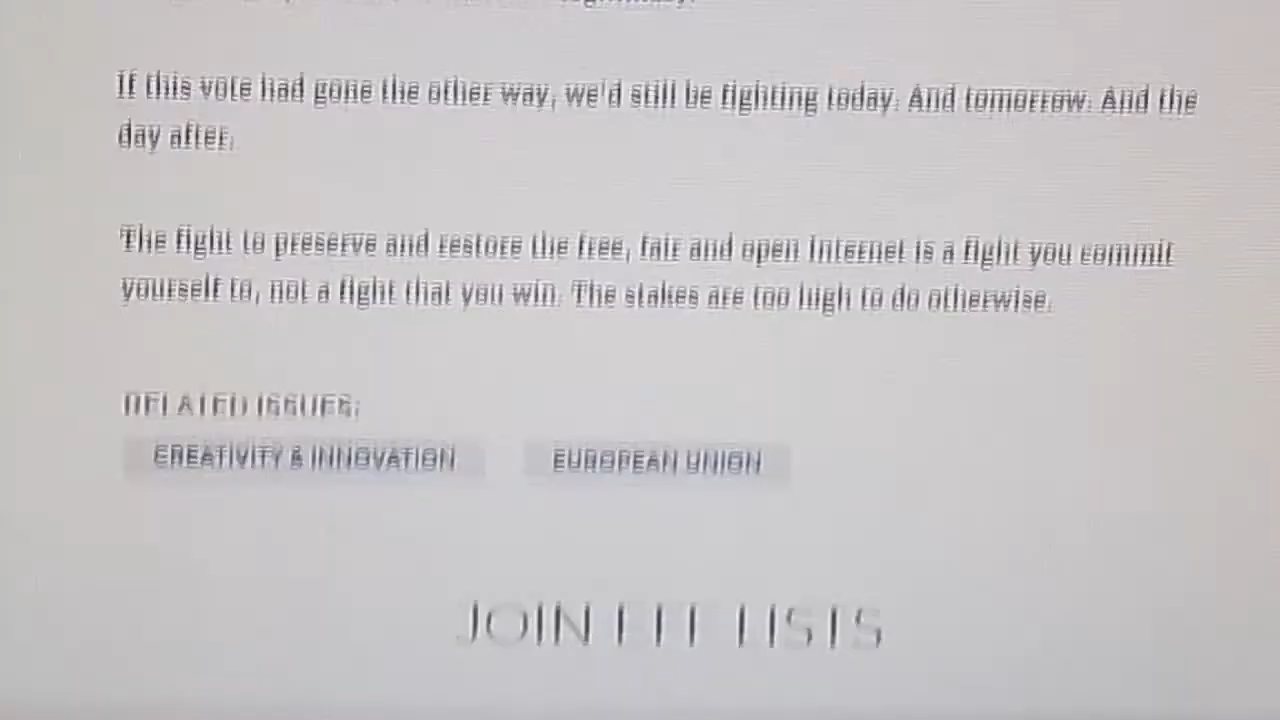 If this vote had gone the other way, we'd still be fighting today. And tomorrow. And the
day after.
The fight to preserve and restore the free, fair and open Internet is a fight you commit
yourself to, not a fight that you win. The stakes are too high to do otherwise.
RELATED ISSUES:
CREATIVITY & INNOVATION
EUROPEAN UNION
JOIN EFF LISTS